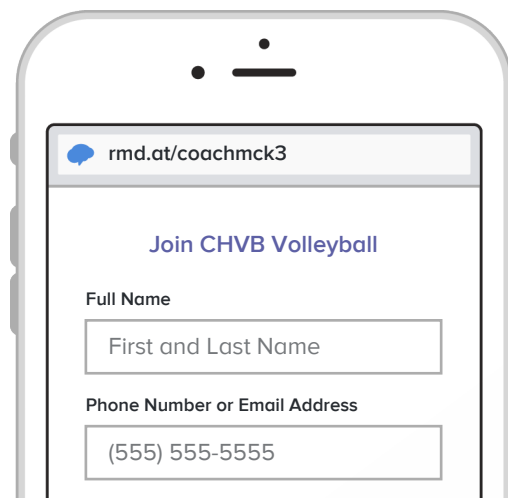 rmd.at/coachmck3
Join CHVB Volleyball
Full Name
First and Last Name
Phone Number or Email Address
(555) 555-5555